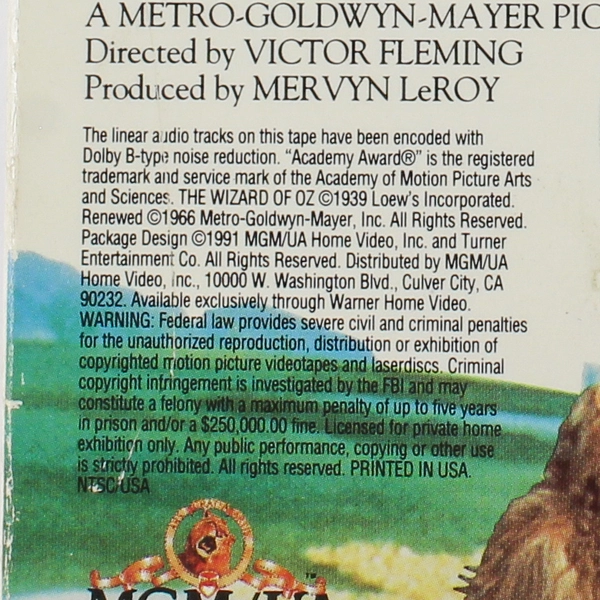 A METRO-GOLDWYN-MAYER PIC
Directed by VICTOR FLEMING
Produced by MERVYN LeROY
The linear audio tracks on this tape have been encoded with
Dolby B-type noise reduction. “Academy Award®” is the registered
trademark and service mark of the Academy of Motion Picture Arts
and Sciences. THE WIZARD OF OZ ©1939 Loew's Incorporated.
Renewed ©1966 Metro-Goldwyn-Mayer, Inc. All Rights Reserved.
Package Design ©1991 MGM/UA Home Video, Inc. and Turner
Entertainment Co. All Rights Reserved. Distributed by MGM/UA
Home Video, Inc., 10000 W. Washington Blvd., Culver City, CA
90232. Available exclusively through Warner Home Video.
WARNING: Federal law provides severe civil and criminal penalties
for the unauthorized reproduction, distribution or exhibition of
copyrighted motion picture videotapes and laserdiscs. Criminal
copyright infringement is investigated by the FBI and may
constitute a felony with a maximum penalty of up to five years
in prison and/or a $250,000.00 fine. Licensed for private home
exhibition only. Any public performance, copying or other use
is strictly prohibited. All rights reserved. PRINTED IN USA.
NTSC/USA
MGM/UA